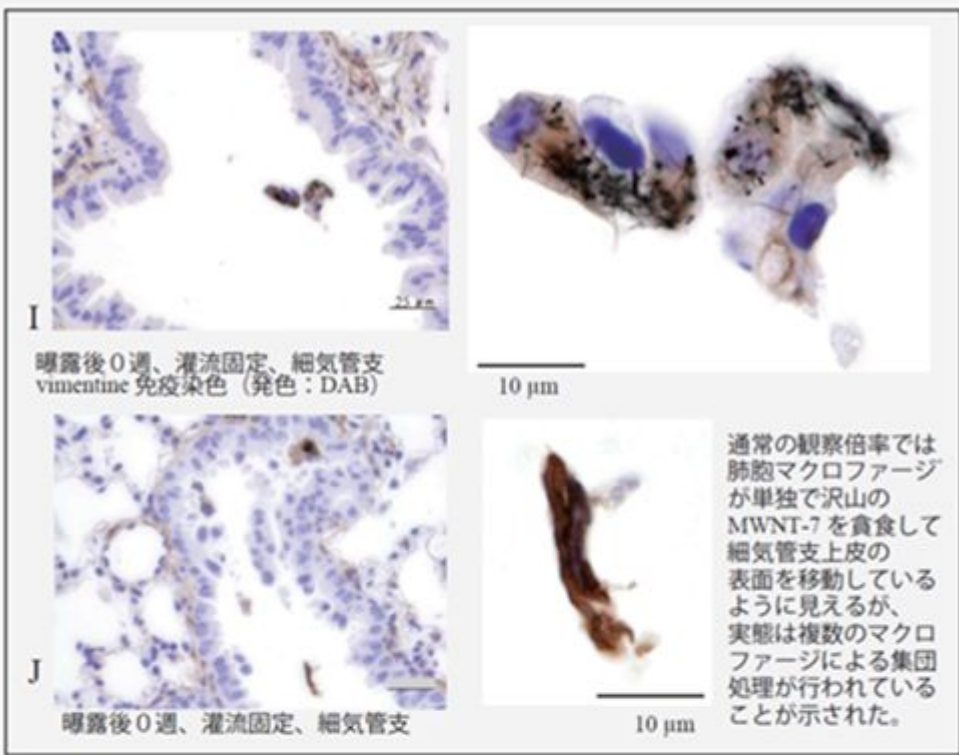 25 µm
I
曝露後０週、灌流固定、細気管支
vimentine 免疫染色（発色：DAB）
10 µm
J
曝露後０週、灌流固定、細気管支
10 µm
通常の観察倍率では
肺胞マクロファージ
が単独で沢山の
MWNT-7 を貪食して
細気管支上皮の
表面を移動している
ように見えるが、
実態は複数のマクロ
ファージによる集団
処理が行われている
ことが示された。